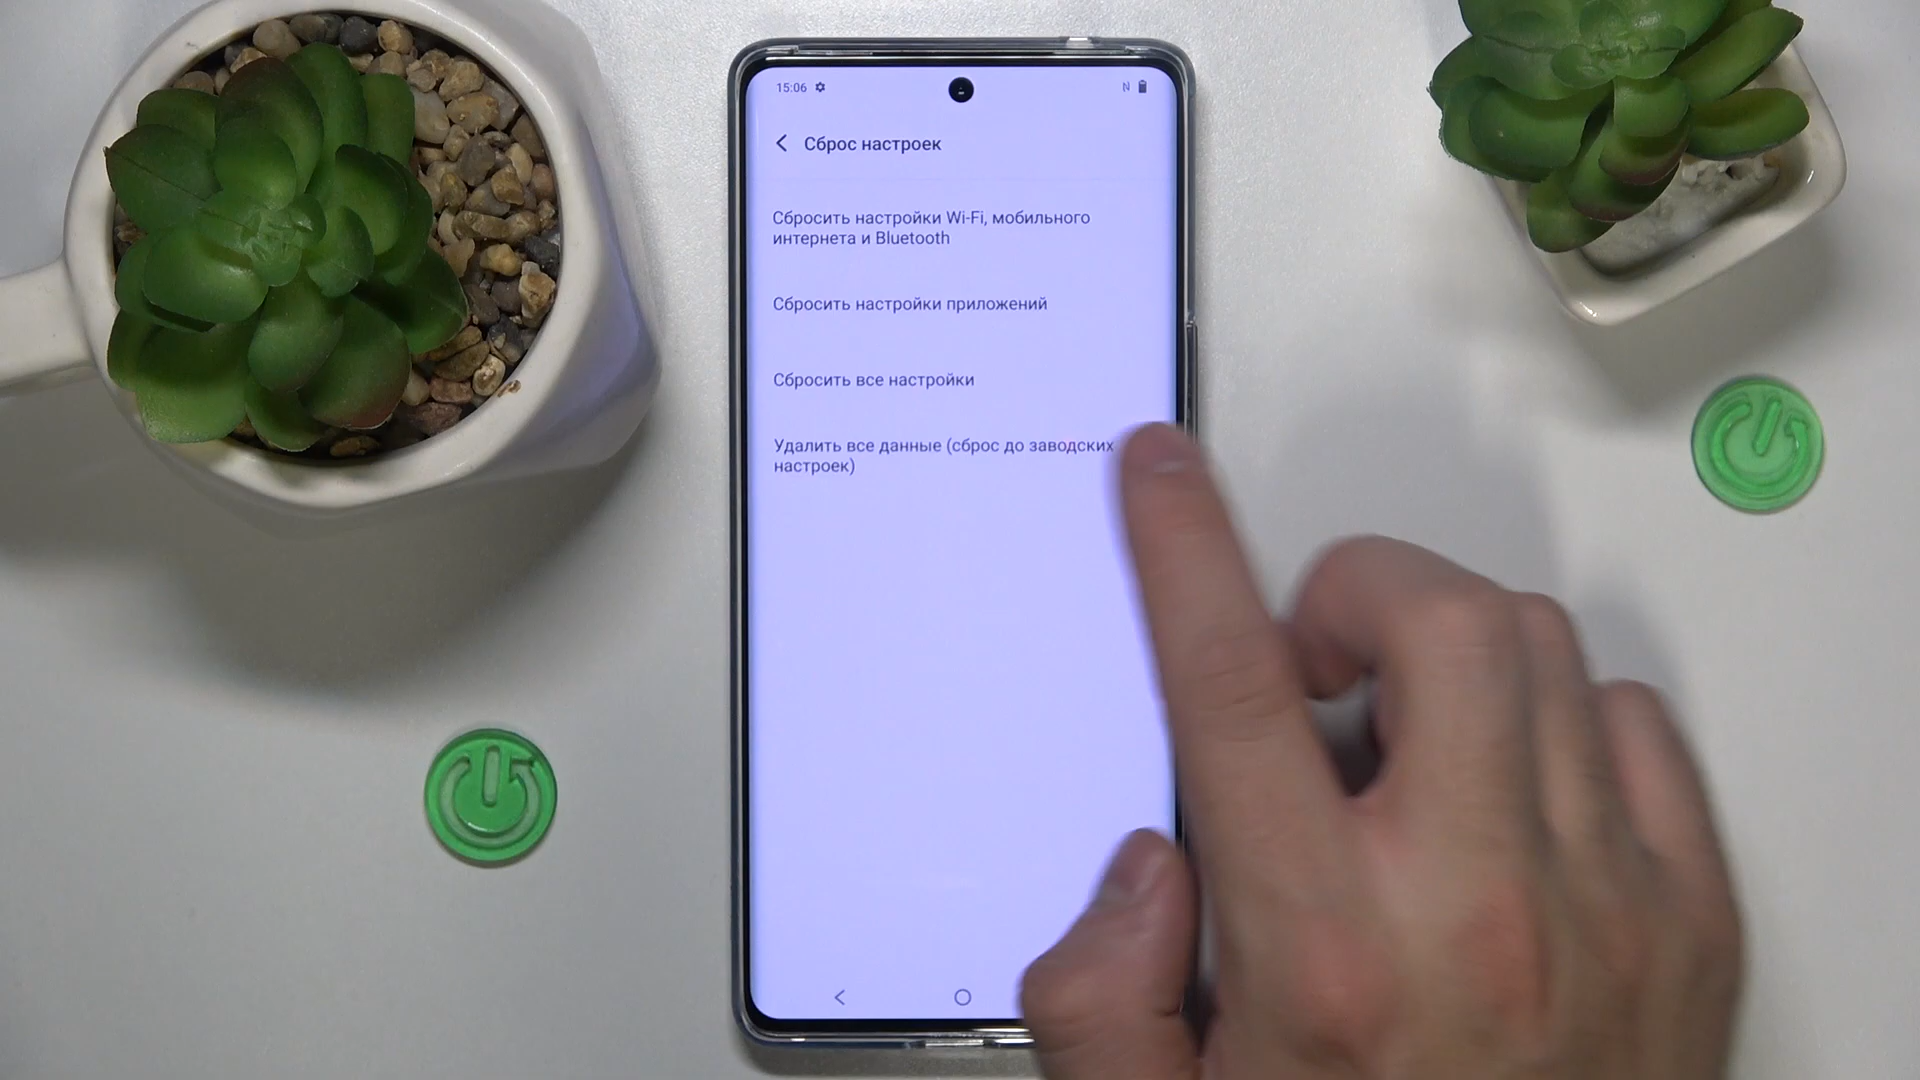 15:06
Сброс настроек
Сбросить настройки Wi-Fi, мобильного
интернета и Bluetooth
Сбросить настройки приложений
Сбросить все настройки
Удалить все данные (сброс до заводских
настроек)